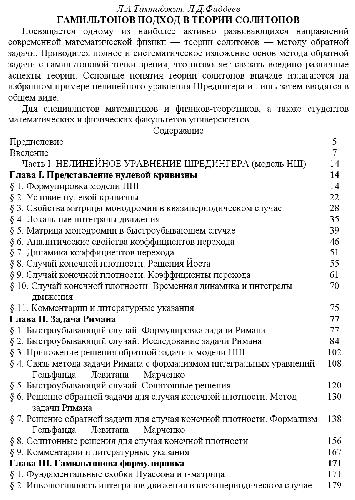 Л.А.Тахтаджян, Л.Д.Фаддеев
ГАМИЛЬТОНОВ ПОДХОД В ТЕОРИИ СОЛИТОНОВ
Посвящается одному из наиболее активно развивающихся направлений
современной математической физики — теории солитонов — методу обратной
задачи. Приводится полное и систематическое изложение основ метода обратной
задачи с гамильтоновой точки зрения, что позволяет связать воедино различные
аспекты теории. Основные понятия теории солитонов вначале излагаются на
избранном примере нелинейного уравнения Шредингера и лишь затем вводятся в
общем виде.
Для специалистов математиков и физиков-теоретиков, а также студентов
математических и физических факультетов университетов.
Содержание
Предисловие 5
Введение 7
Часть I. НЕЛИНЕЙНОЕ УРАВНЕНИЕ ШРЕДИНГЕРА (модель НШ) 14
Глава I. Представление нулевой кривизны 14
§ 1. Формулировка модели НШ 14
§ 2. Условие нулевой кривизны 22
§ 3. Свойства матрицы монодромии в квазипериодическом случае 28
§ 4. Локальные интегралы движения 35
§ 5. Матрица монодромии в быстроубывающем случае 39
§ 6. Аналитические свойства коэффициентов перехода 46
§ 7. Динамика коэффициентов перехода 51
§ 8. Случай конечной плотности. Решения Йоста 55
§ 9. Случай конечной плотности. Коэффициенты перехода 61
§ 10. Случай конечной плотности. Временная динамика и интегралы 70
движения
§ 11. Комментарии и литературные указания 75
Глава II. Задача Римана 77
§ 1. Быстроубывающий случай. Формулировка задачи Римана 77
§ 2. Быстроубывающий случай. Исследование задачи Римана 84
§ 3. Приложение решения обратной задачи к модели НШ 102
§ 4. Связь метода задачи Римана с формализмом интегральных уравнений 108
Гельфанда — Левитана — Марченко
§ 5. Быстроубывающий случай. Солитонные решения 120
§ 6. Решение обратной задачи для случая конечной плотности. Метод 130
задачи Римана
§ 7. Решение обратной задачи для случая конечной плотности. Формализм 138
Гельфанда — Левитана — Марченко
§ 8. Солитонные решения для случая конечной плотности 156
§ 9. Комментарии и литературные указания 167
Глава III. Гамильтонова формулировка 171
§ 1. Фундаментальные скобки Пуассона и r-матрица 171
§ 2. Инволютивность интегралов движения в квазипериодическом случае 179